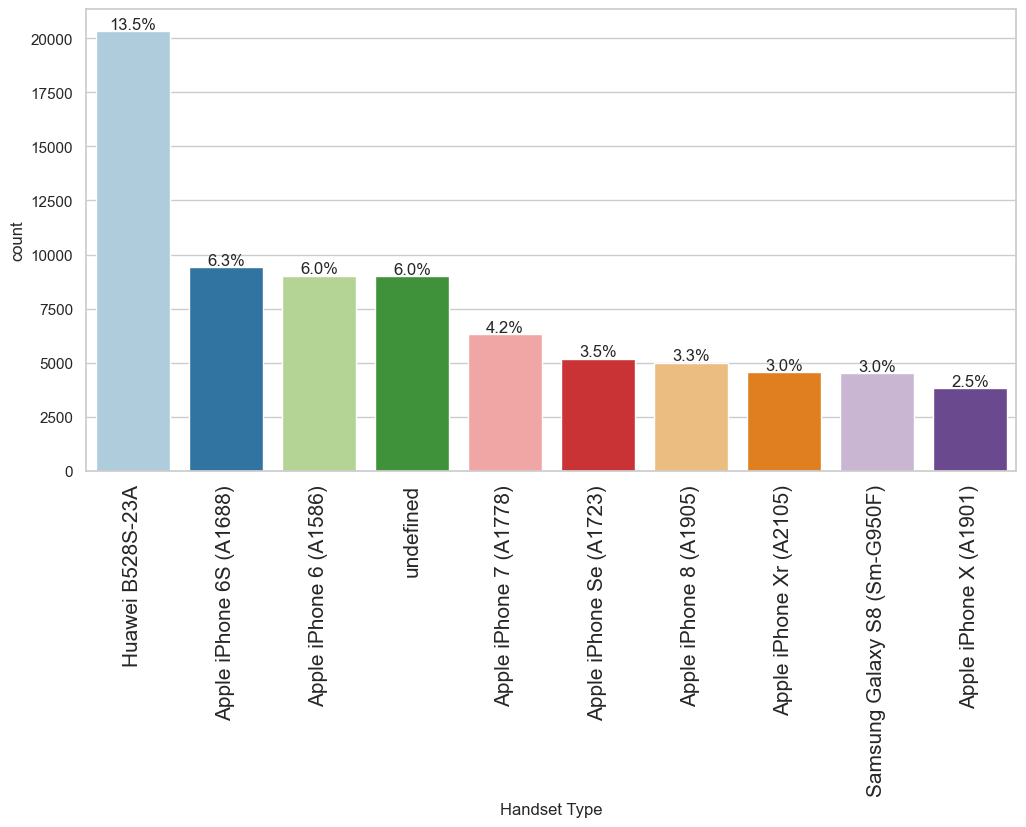 13.5%
20000
17500
15000
12500
10000
7500
5000
2500
0
count
6.3%
6.0%
6.0%
4.2%
3.5%
3.3%
3.0%
3.0%
2.5%
Huawei B528S-23A
Apple iPhone 6S (A1688)
Apple iPhone 6 (A1586)
undefined
Apple iPhone 7 (A1778)
Apple iPhone Se (A1723)
Apple iPhone 8 (A1905)
Apple iPhone Xr (A2105)
Samsung Galaxy S8 (Sm-G950F)
Apple iPhone X (A1901)
Handset Type